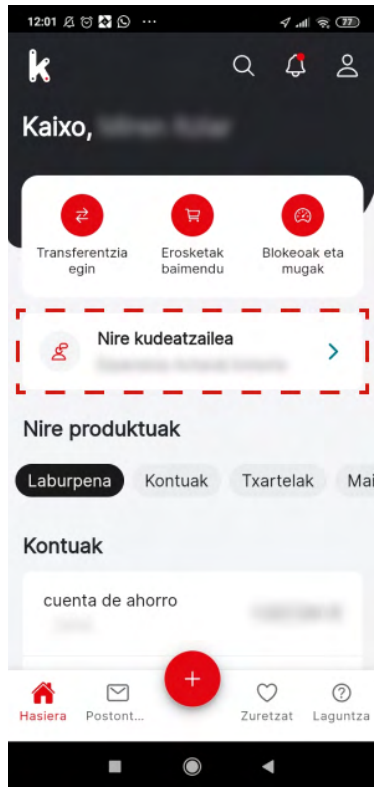 12:01
77
k
Kaixo,
Transferentzia
egin
Erosketak
baimendu
Blokeoak eta
mugak
Nire kudeatzailea
Nire produktuak
Laburpena Kontuak Txartelak Mai
Kontuak
cuenta de ahorro
Hasiera Postont... Zuretzat Laguntza